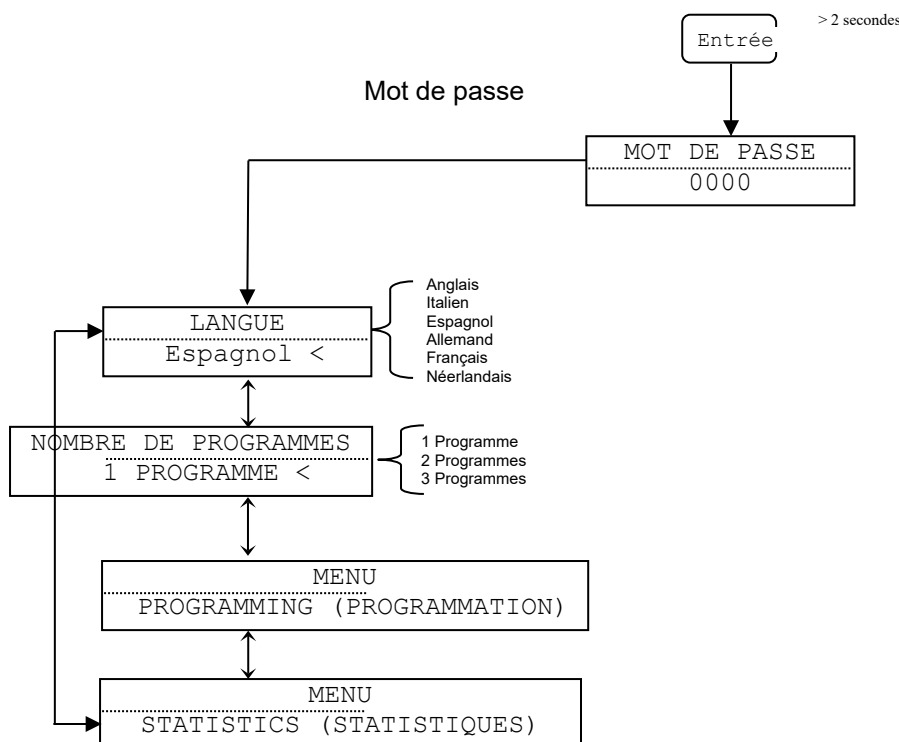 > 2 secondes
Entrée
Mot de passe
MOT DE PASSE
0000
LANGUE
Espagnol <
Anglais
Italien
Espagnol
Allemand
Français
Néerlandais
NOMBRE DE PROGRAMMES
1 PROGRAMME <
1 Programme
2 Programmes
3 Programmes
MENU
PROGRAMMING (PROGRAMMATION)
MENU
STATISTICS (STATISTIQUES)